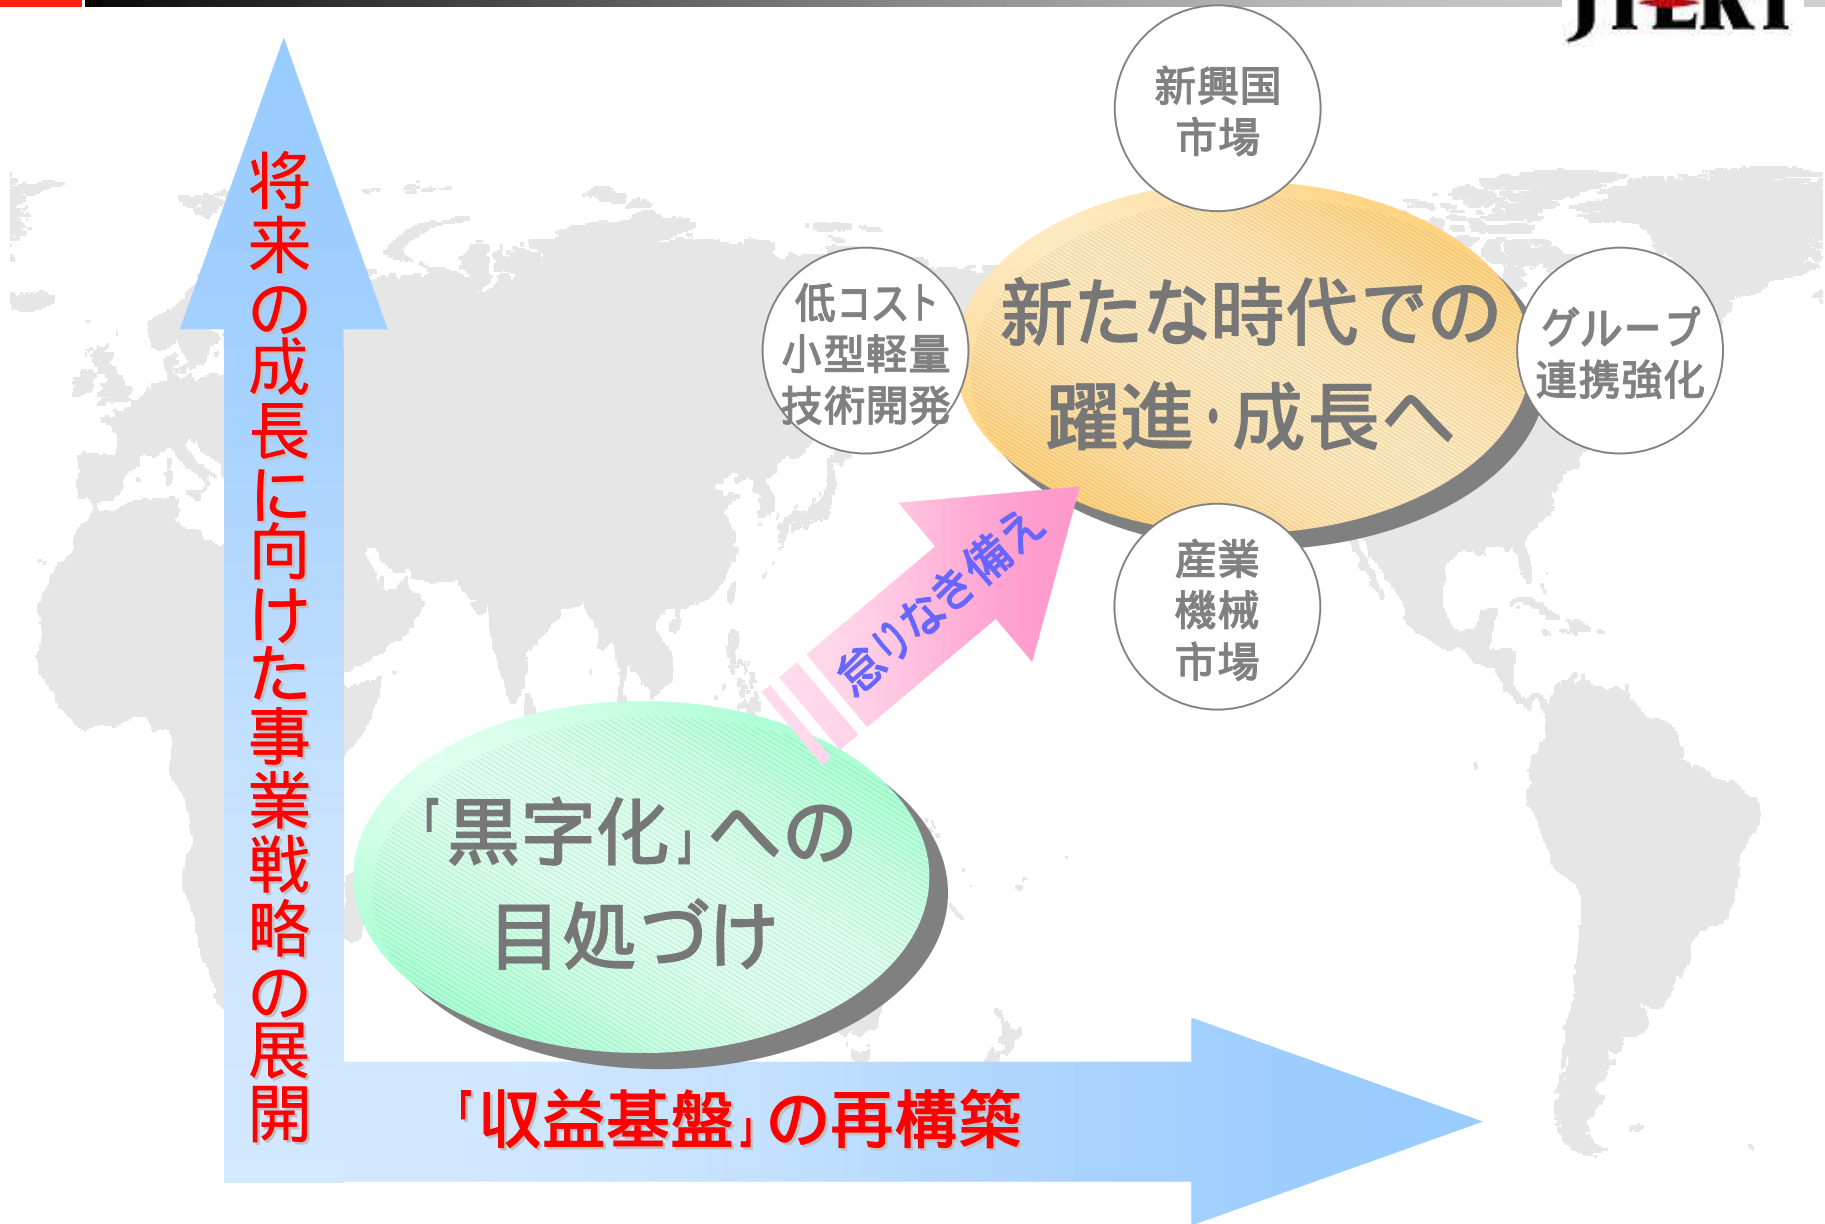 JTEKT
新興国
市場
将来の成長に向けた事業戦略の展開
低コスト
小型軽量
技術開発
新たな時代での
躍進・成長へ
グループ
連携強化
怠りなき備え
産業
機械
市場
「黒字化」への
目処づけ
「収益基盤」の再構築